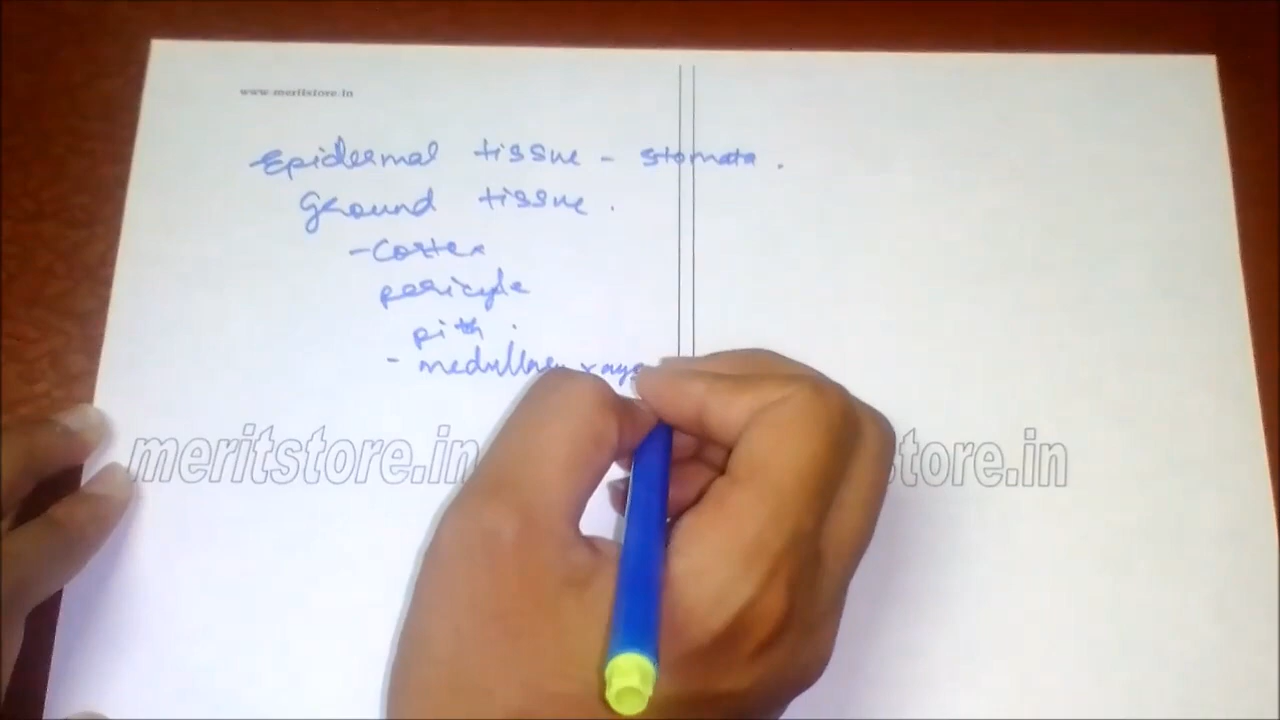 www.meritstore.in
Epidermal tissue - stomata.
Ground tissue.
- Cortex
pericycle
pith.
- medullary rays
meritstore.in
store.in